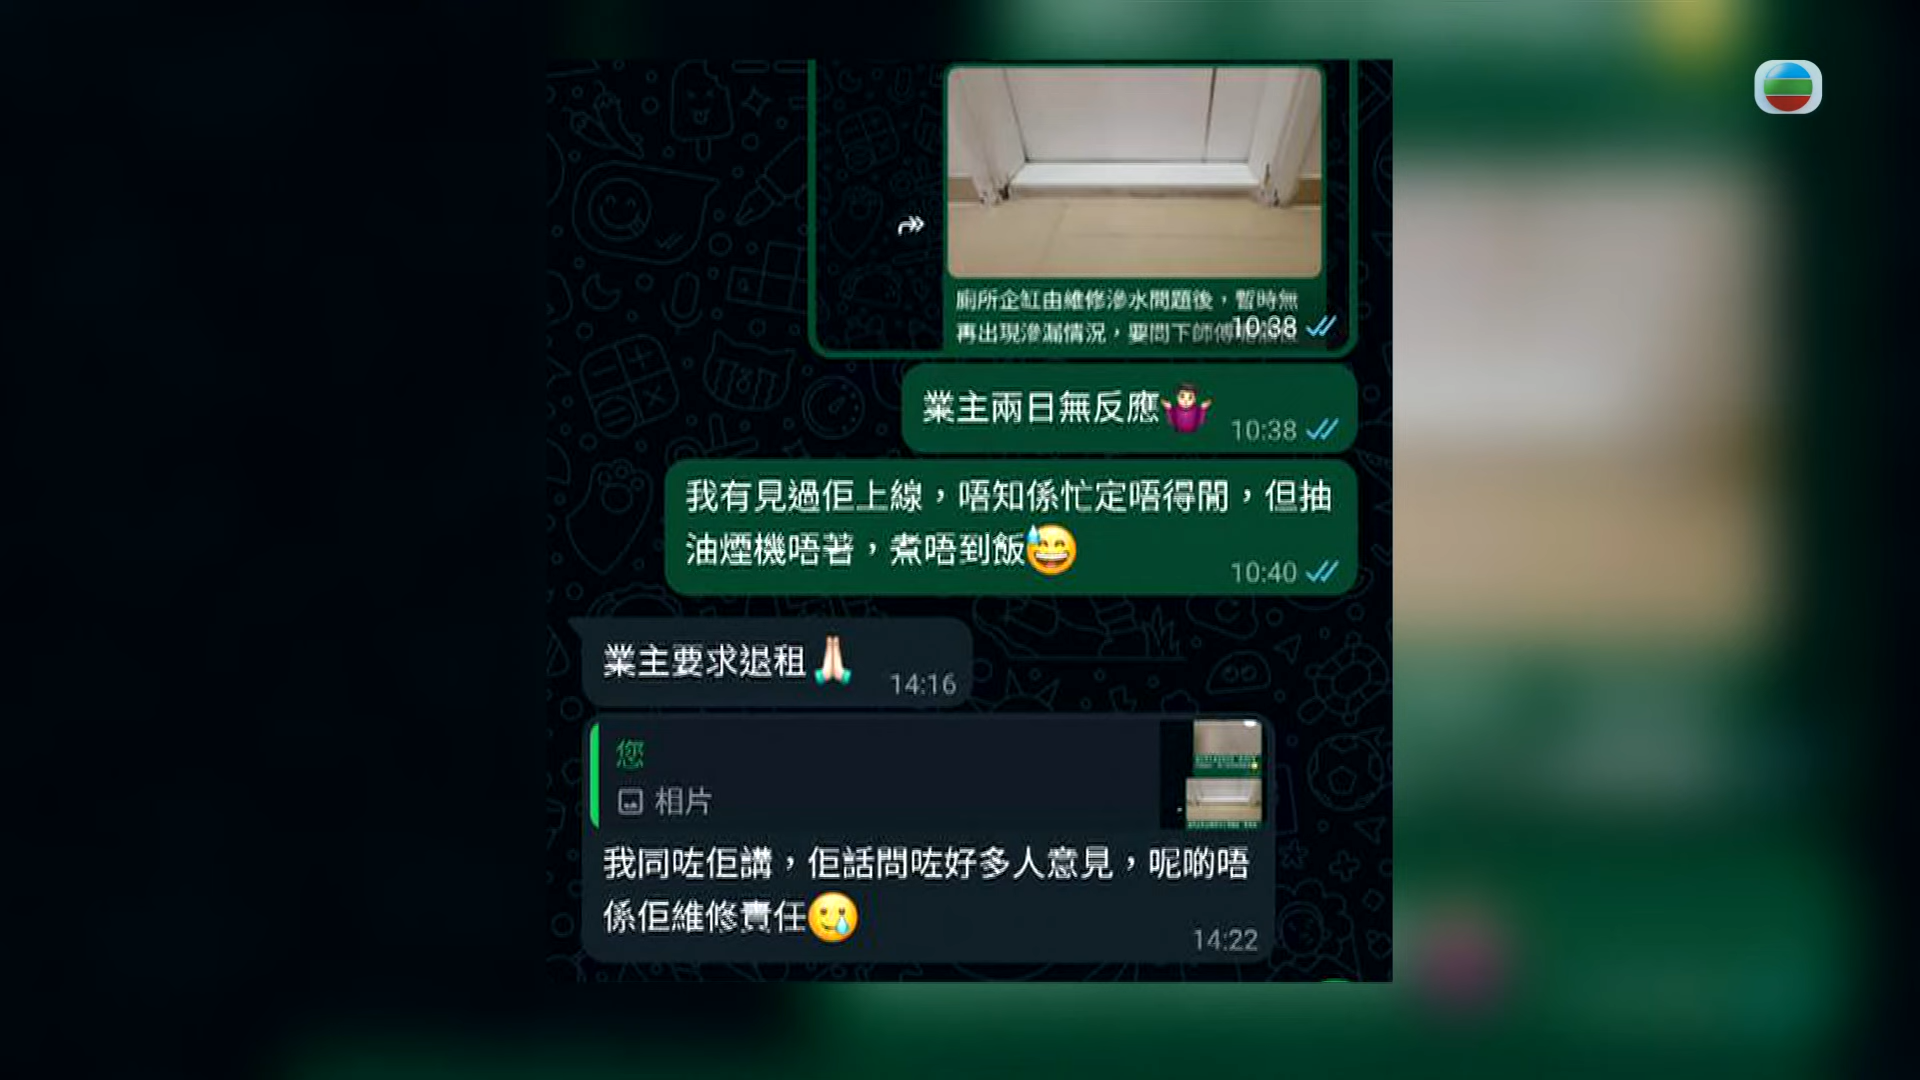 廁所企缸由維修滲水問題後，暫時無
再出現滲漏情況，要問下師傅
10:38
業主兩日無反應🤷🏻‍♂️
10:38
我有見過佢上線，唔知係忙定唔得閒，但抽
油煙機唔著，煮唔到飯😅
10:40
業主要求退租🙏🏻
14:16
您
相片
我同咗佢講，佢話問咗好多人意見，呢啲唔
係佢維修責任🥲
14:22